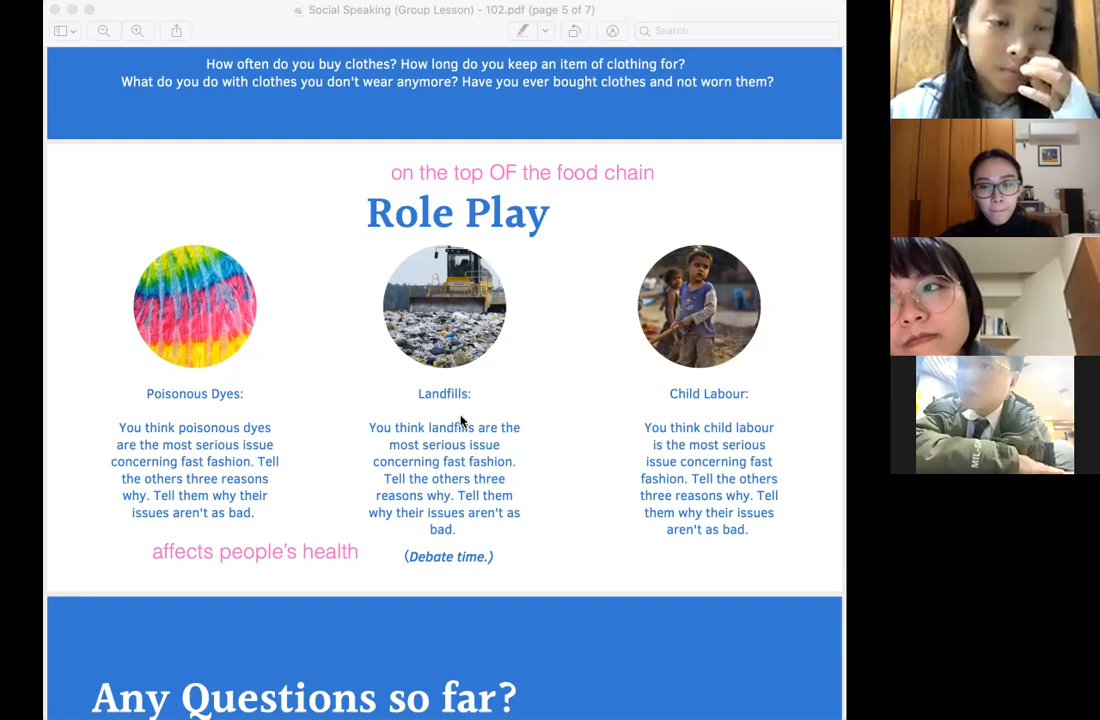 Social Speaking (Group Lesson) - 102.pdf (page 5 of 7)
Search
How often do you buy clothes? How long do you keep an item of clothing for?
What do you do with clothes you don't wear anymore? Have you ever bought clothes and not worn them?
on the top OF the food chain
Role Play
Poisonous Dyes:
You think poisonous dyes
are the most serious issue
concerning fast fashion. Tell
the others three reasons
why. Tell them why their
issues aren't as bad.
affects people's health
Landfills:
You think landfills are the
most serious issue
concerning fast fashion.
Tell the others three
reasons why. Tell them
why their issues aren't as
bad.
(Debate time.)
Child Labour:
You think child labour
is the most serious
issue concerning fast
fashion. Tell the others
three reasons why. Tell
them why their issues
aren't as bad.
Any Questions so far?